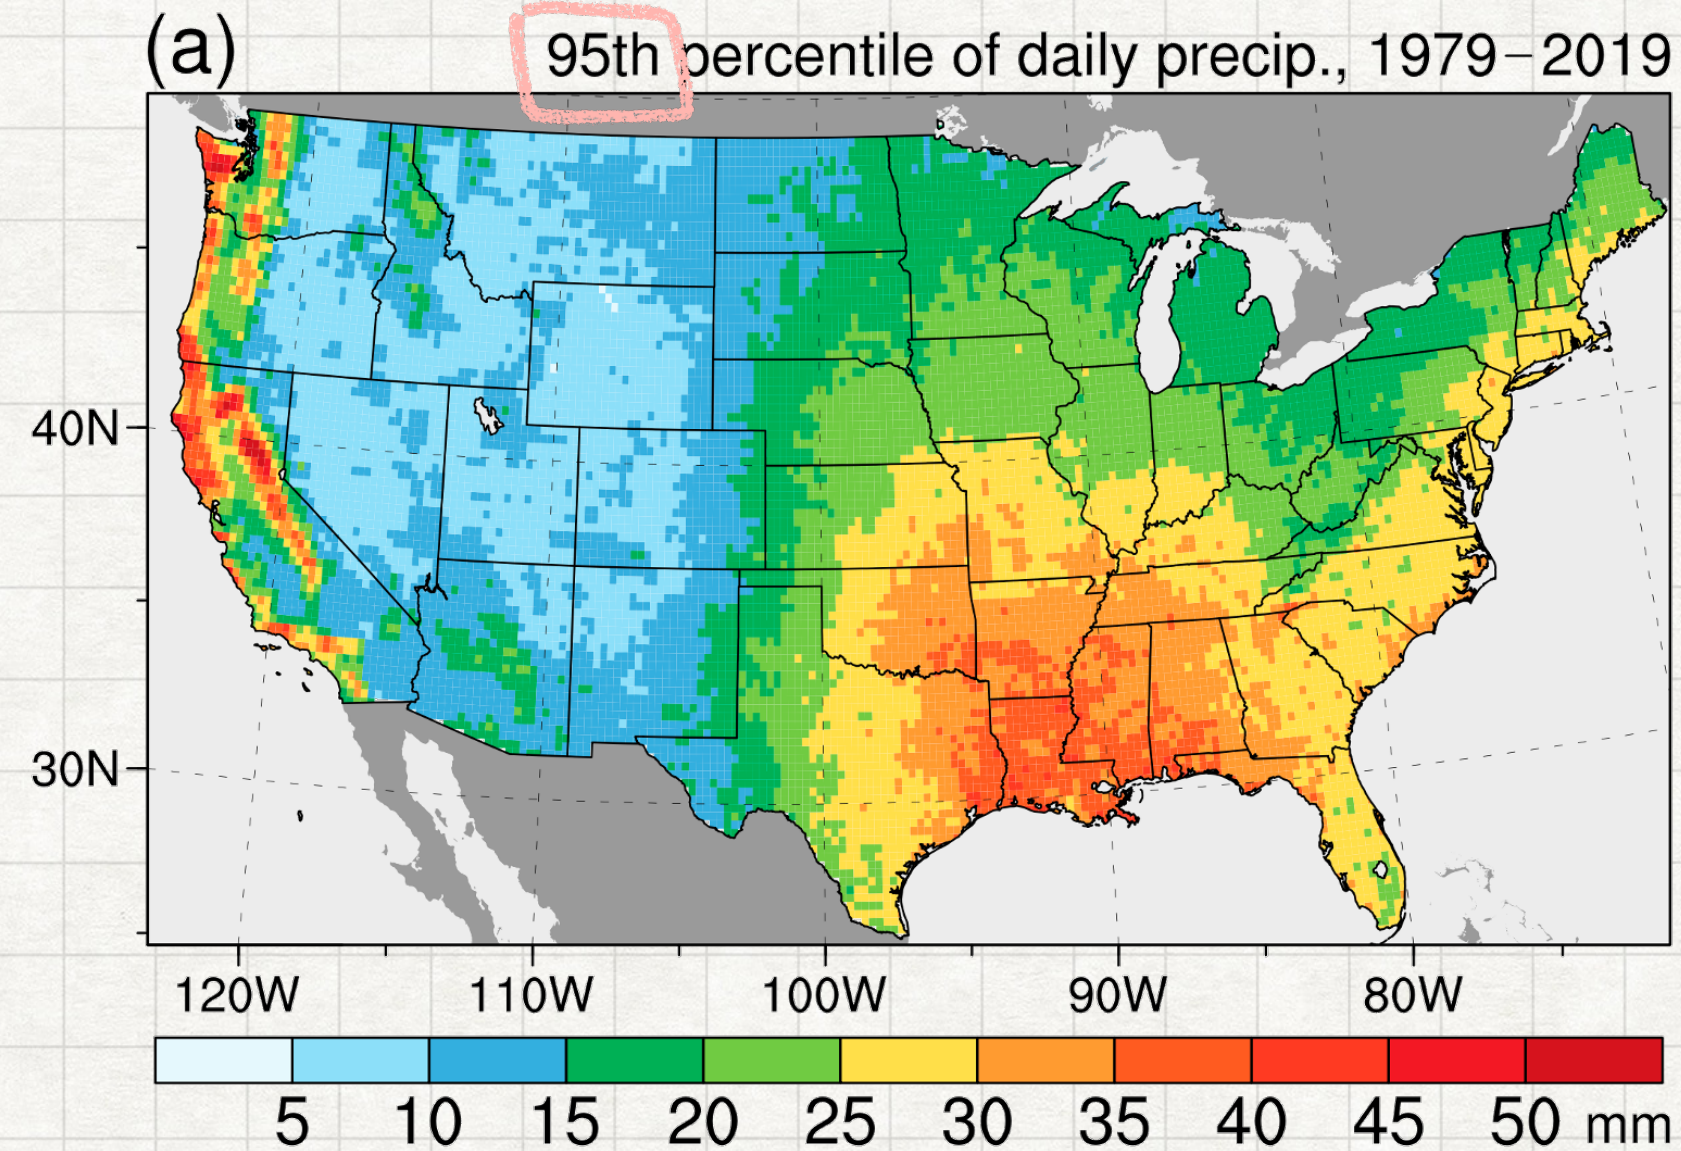 (a) 95th percentile of daily precip., 1979−2019
40N
30N
120W 110W 100W 90W 80W
5 10 15 20 25 30 35 40 45 50 mm